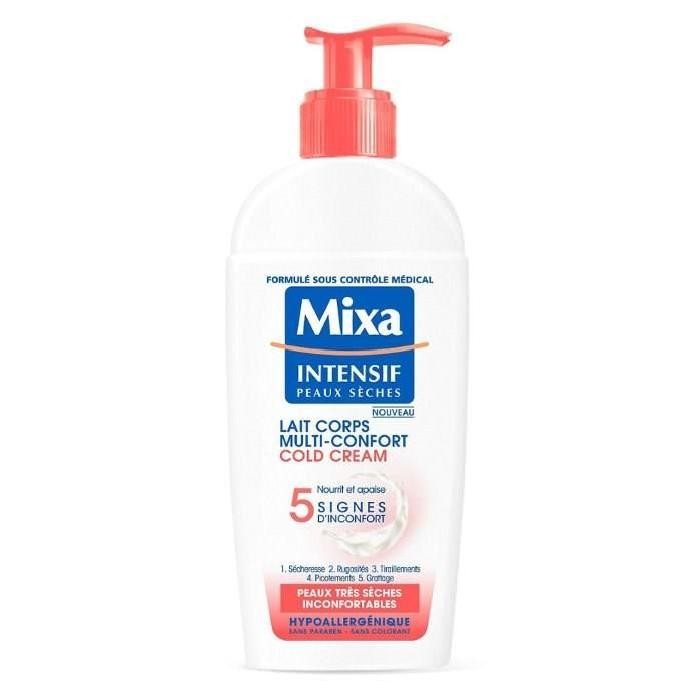 FORMULÉ SOUS CONTRÔLE MÉDICAL
Mixa
INTENSIF
PEAUX SÈCHES
NOUVEAU
LAIT CORPS
MULTI-CONFORT
COLD CREAM
Nourrit et apaise
5 SIGNES
D'INCONFORT
1. Sécheresse 2. Rugosités 3. Tiraillements
4. Picotements 5. Grattage
PEAUX TRÈS SÈCHES
INCONFORTABLES
HYPOALLERGÉNIQUE
SANS PARABEN - SANS COLORANT